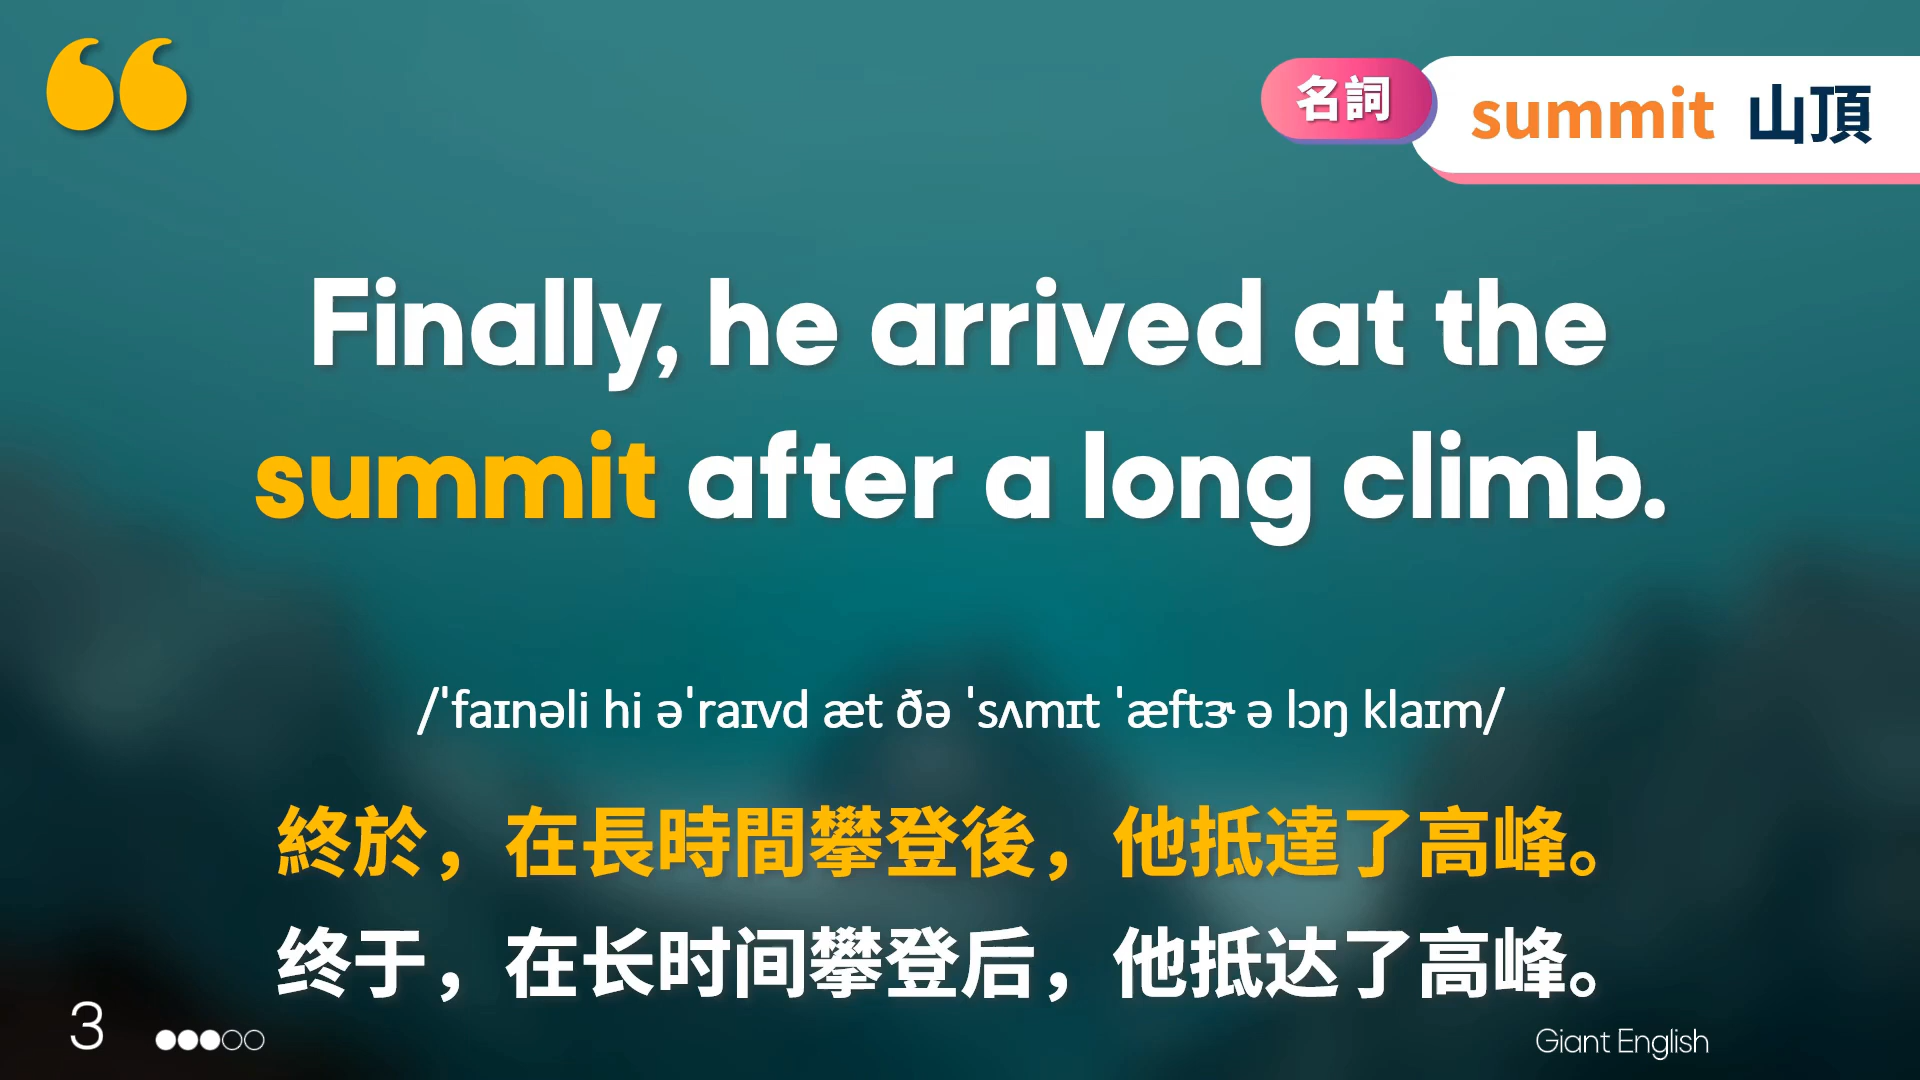 名詞
summit 山頂
Finally, he arrived at the
summit after a long climb.
/ˈfaɪnəli hi əˈraɪvd æt ðə ˈsʌmɪt ˈæftɝ ə lɔŋ klaɪm/
終於，在長時間攀登後，他抵達了高峰。
终于，在长时间攀登后，他抵达了高峰。
3
Giant English